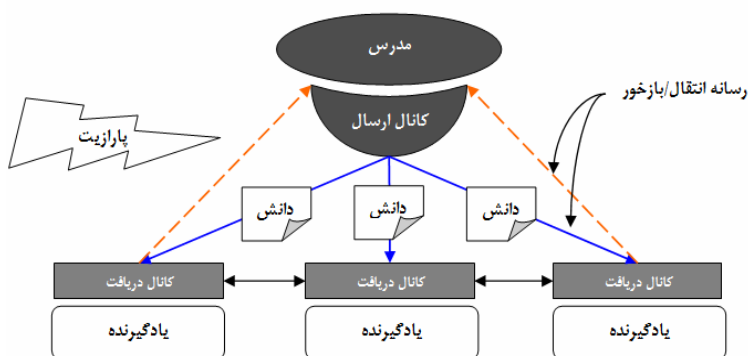 مدرس
رسانه انتقال/بازخور
کانال ارسال
پارازیت
دانش
دانش
دانش
کانال دریافت
کانال دریافت
کانال دریافت
یادگیرنده
یادگیرنده
یادگیرنده